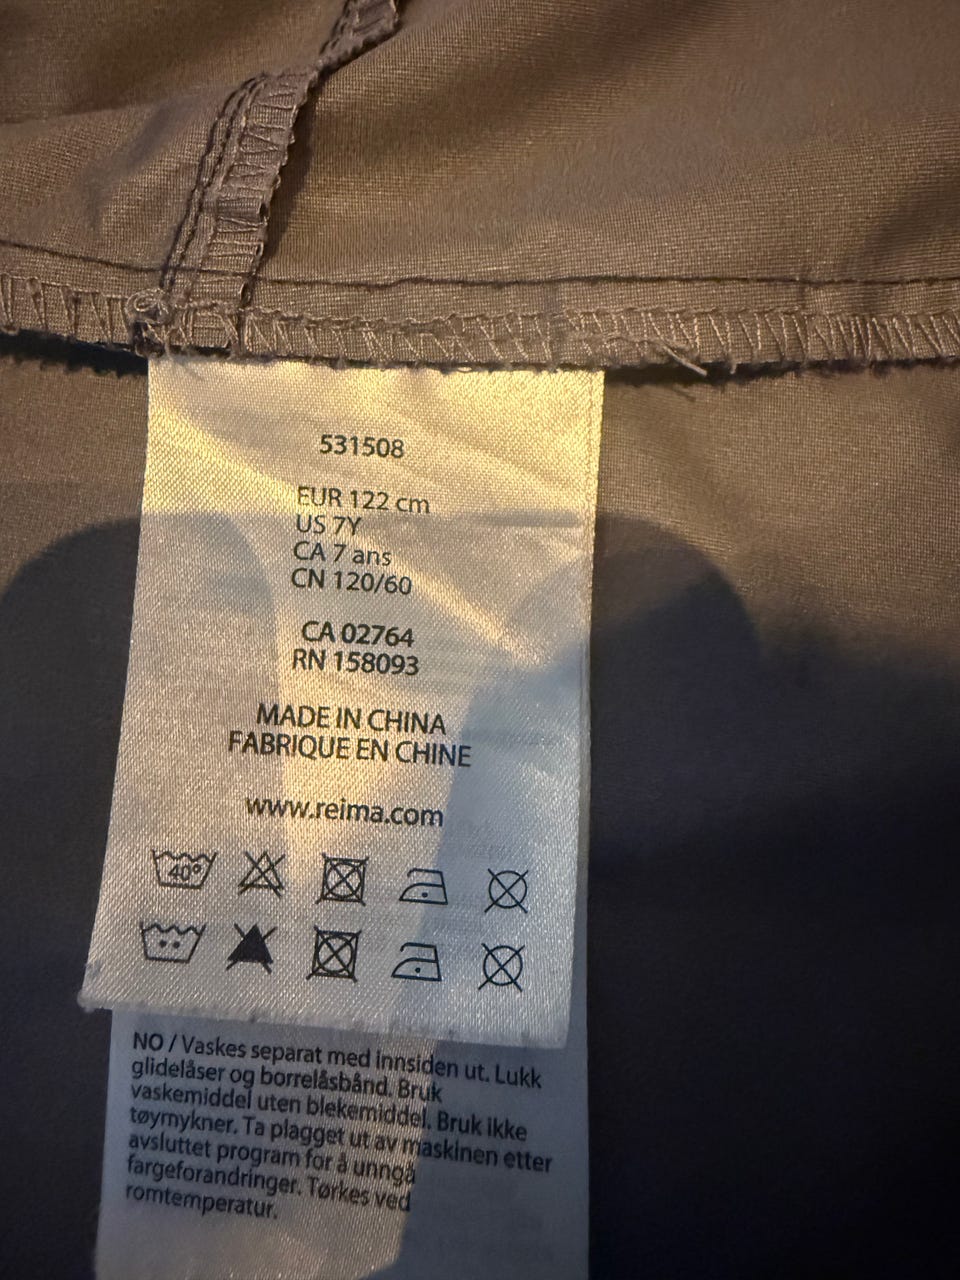 531508
EUR 122 cm
US 7Y
CA 7 ans
CN 120/60
CA 02764
RN 158093
MADE IN CHINA
FABRIQUE EN CHINE
www.reima.com
40°
NO / Vaskes separat med innsiden ut. Lukk
glidelåser og borrelåsbånd. Bruk
vaskemiddel uten blekemiddel. Bruk ikke
tøymykner. Ta plagget ut av maskinen etter
avsluttet program for å unngå
fargeforandringer. Tørkes ved
romtemperatur.